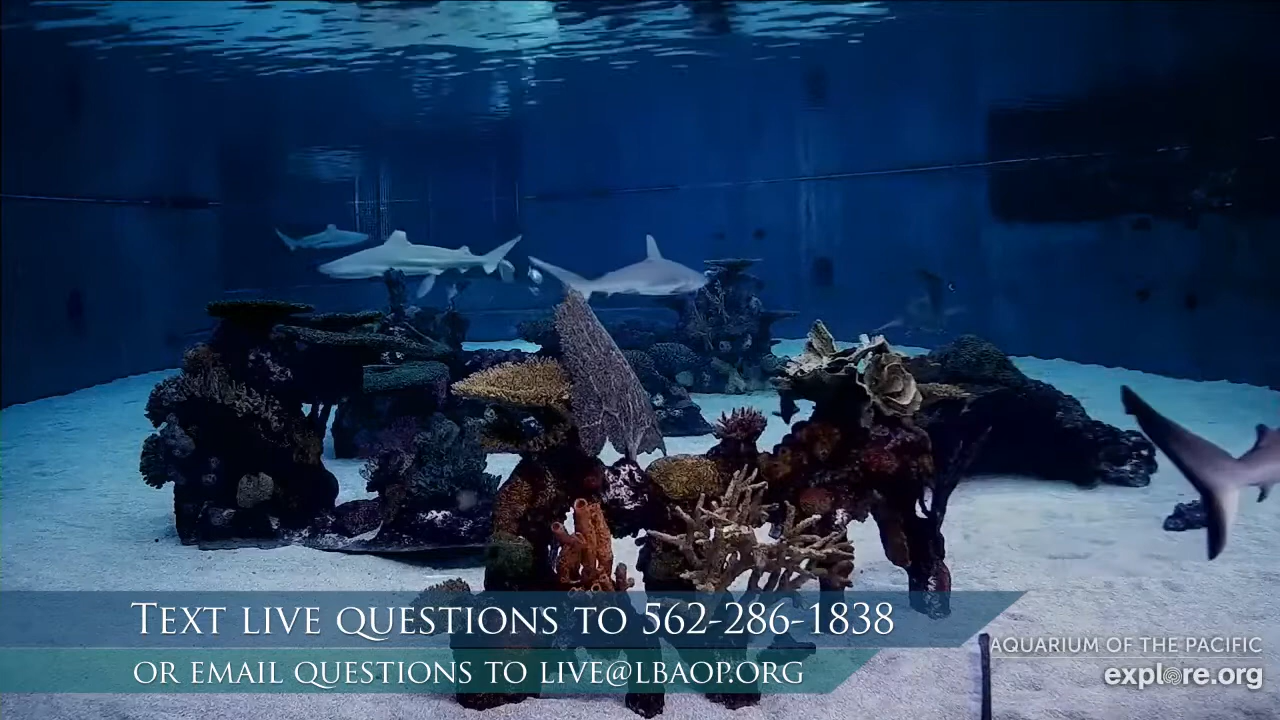 TEXT LIVE QUESTIONS TO 562-286-1838
OR EMAIL QUESTIONS TO LIVE@LBAOP.ORG
AQUARIUM OF THE PACIFIC
explore.org